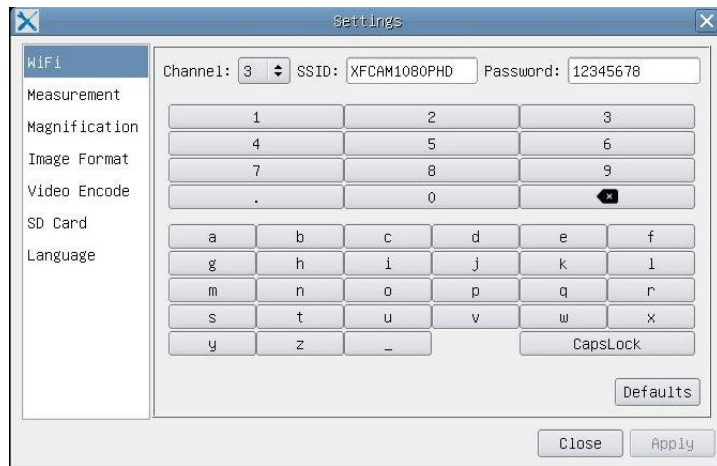 Settings
WiFi
Measurement
Magnification
Image Format
Video Encode
SD Card
Language
Channel: 3 SSID: XFCAM1080PHD Password: 12345678
1 2 3
4 5 6
7 8 9
. 0
a b c d e f
g h i j k l
m n o p q r
s t u v w x
y z _ CapsLock
Defaults
Close Apply